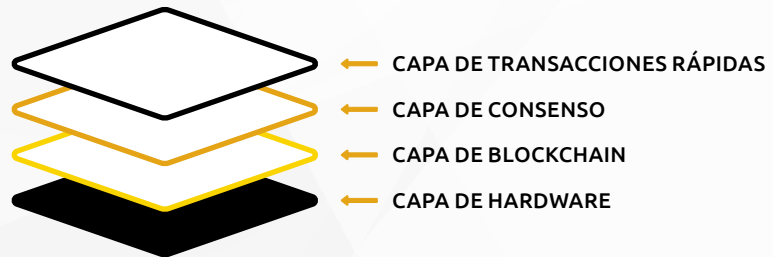 CAPA DE TRANSACCIONES RÁPIDAS
CAPA DE CONSENSO
CAPA DE BLOCKCHAIN
CAPA DE HARDWARE